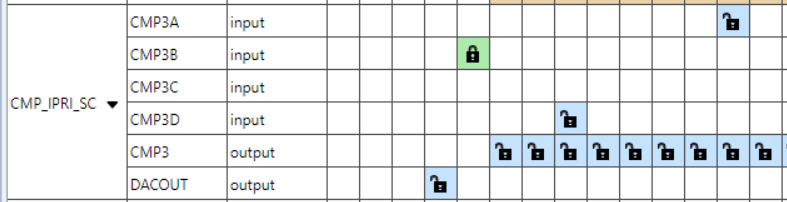 CMP3A input
CMP3B input
CMP3C input
CMP_IPRI_SC
CMP3D input
CMP3 output
DACOUT output